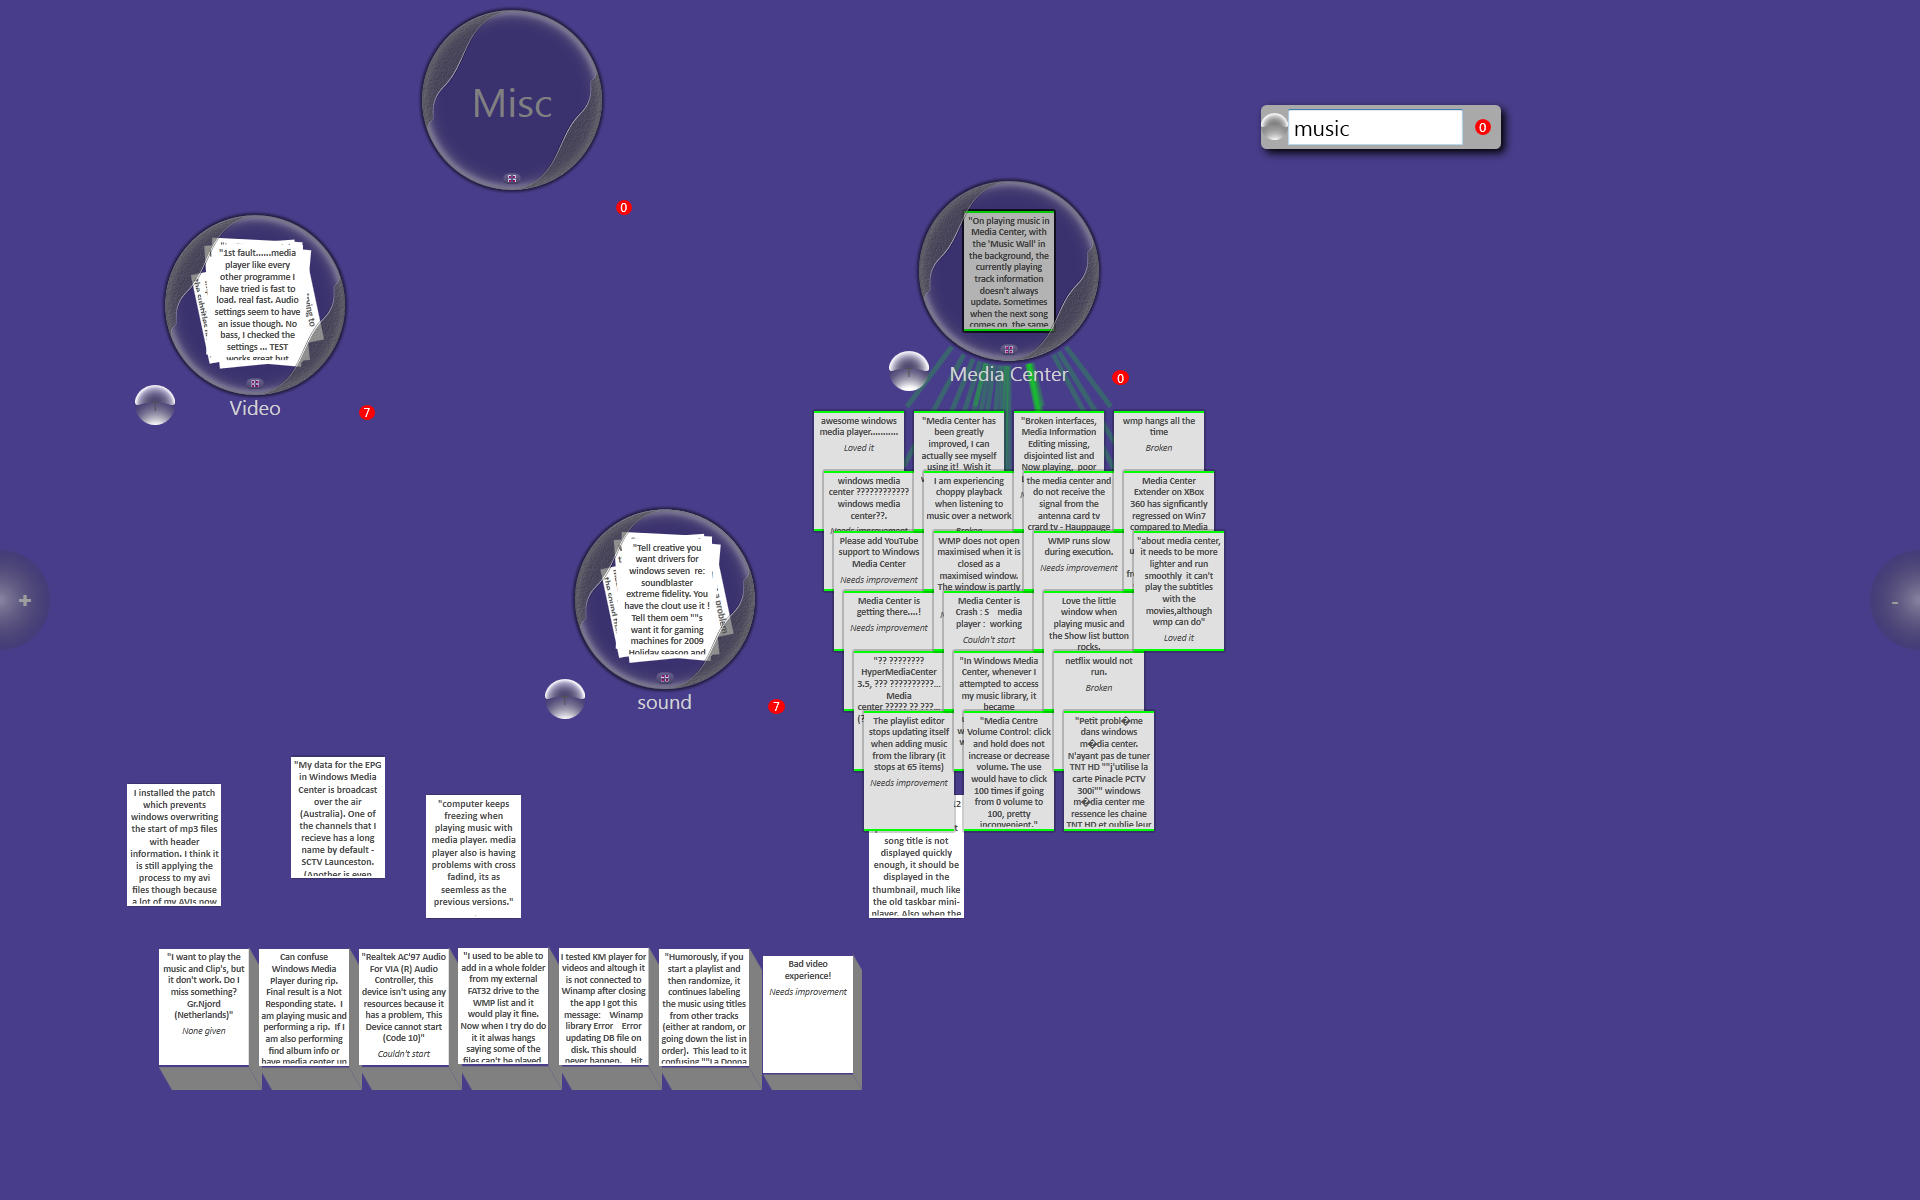 Misc
0
music
0
"1st fault......media
player like every
other programme I
have tried is fast to
load. real fast. Audio
settings seem to have
an issue though. No
bass, I checked the
settings ... TEST
works great but
Video
7
"On playing music in
Media Center, with
the 'Music Wall' in
the background, the
currently playing
track information
doesn't always
update. Sometimes
when the next song
comes on, the same
Media Center
0
awesome windows
media player...........
Loved it
"Media Center has
been greatly
improved, I can
actually see myself
using it! Wish it
"Broken interfaces,
Media Information
Editing missing,
disjointed list and
Now playing, poor
wmp hangs all the
time
Broken
windows media
center ????????????
windows media
center??.
Needs improvement
I am experiencing
choppy playback
when listening to
music over a network
Broken
the media center and
do not receive the
signal from the
antenna card tv
crard tv - Hauppauge
Media Center
Extender on XBox
360 has signficantly
regressed on Win7
compared to Media
Please add YouTube
support to Windows
Media Center
Needs improvement
WMP does not open
maximised when it is
closed as a
maximised window.
The window is partly
WMP runs slow
during execution.
Needs improvement
"about media center,
it needs to be more
lighter and run
smoothly it can't
play the subtitles
with the
movies,although
wmp can do"
Loved it
Media Center is
getting there....!
Needs improvement
Media Center is
Crash : S media
player : working
Couldn't start
Love the little
window when
playing music and
the Show list button
rocks.
"?? ????????
HyperMediaCenter
3.5, ??? ??????????...
Media
center ????? ?? ???...
"In Windows Media
Center, whenever I
attempted to access
my music library, it
became
netflix would not
run.
Broken
The playlist editor
stops updating itself
when adding music
from the library (it
stops at 65 items)
Needs improvement
"Media Centre
Volume Control: click
and hold does not
increase or decrease
volume. The use
would have to click
100 times if going
from 0 volume to
100, pretty
inconvenient."
"Petit probl�me
dans windows
m�dia center.
N'ayant pas de tuner
TNT HD ""j'utilise la
carte Pinacle PCTV
300i"" windows
m�dia center me
ressence les chaine
TNT HD et oublie leur
song title is not
displayed quickly
enough, it should be
displayed in the
thumbnail, much like
the old taskbar mini-
player. Also when the
"Tell creative you
want drivers for
windows seven re:
soundblaster
extreme fidelity. You
have the clout use it !
Tell them oem ""s
want it for gaming
machines for 2009
Holiday season and
sound
7
+
-
I installed the patch
which prevents
windows overwriting
the start of mp3 files
with header
information. I think it
is still applying the
process to my avi
files though because
a lot of my AVIs now
"My data for the EPG
in Windows Media
Center is broadcast
over the air
(Australia). One of
the channels that I
recieve has a long
name by default -
SCTV Launceston.
(Another is even
"computer keeps
freezing when
playing music with
media player. media
player also is having
problems with cross
fadind, its as
seemless as the
previous versions."
"I want to play the
music and Clip's, but
it don't work. Do I
miss something?
Gr.Njord
(Netherlands)"
None given
Can confuse
Windows Media
Player during rip.
Final result is a Not
Responding state. I
am playing music and
performing a rip. If I
am also performing
find album info or
have media center up
"Realtek AC'97 Audio
For VIA (R) Audio
Controller, this
device isn't using any
resources because it
has a problem, This
Device cannot start
(Code 10)"
Couldn't start
"I used to be able to
add in a whole folder
from my external
FAT32 drive to the
WMP list and it
would play it fine.
Now when I try do do
it it alwas hangs
saying some of the
files can't be played
I tested KM player for
videos and altough it
is not connected to
Winamp after closing
the app I got this
message: Winamp
library Error Error
updating DB file on
disk. This should
never happen. Hit
"Humorously, if you
start a playlist and
then randomize, it
continues labeling
the music using titles
from other tracks
(either at random, or
going down the list in
order). This lead to it
confusing ""La Donna
Bad video
experience!
Needs improvement